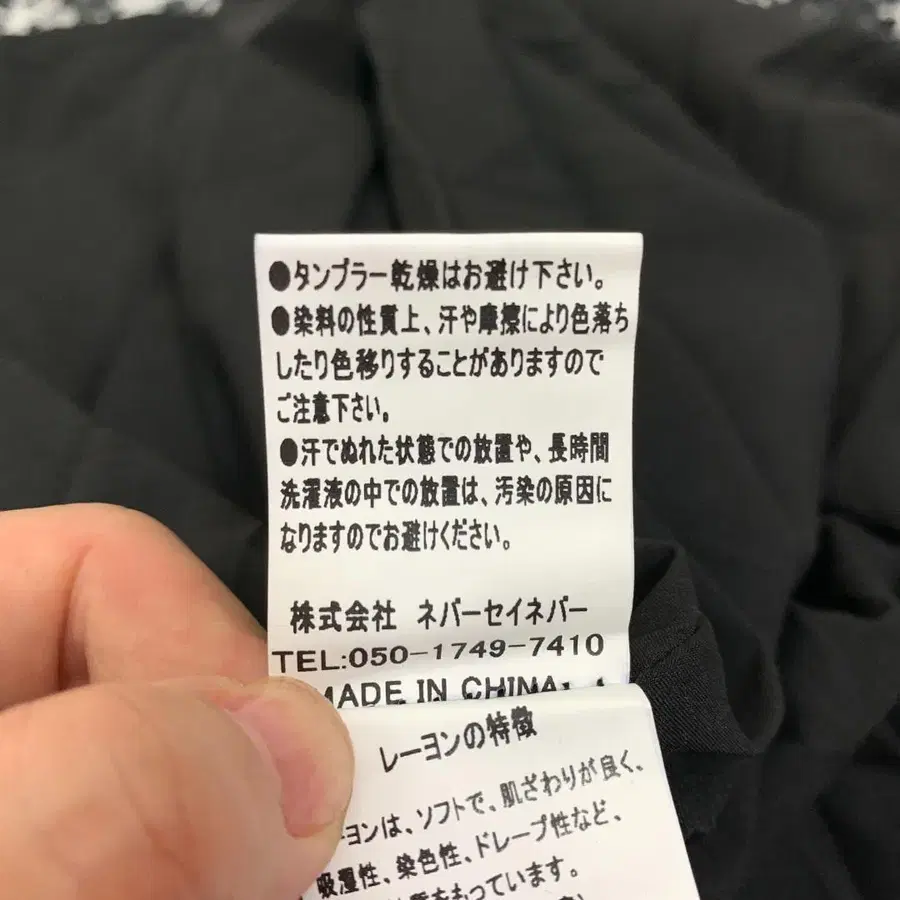 ●タンブラー乾燥はお避け下さい。
●染料の性質上、汗や摩擦により色落ち
したり色移りすることがありますので
ご注意下さい。
●汗でぬれた状態での放置や、長時間
洗濯液の中での放置は、汚染の原因に
なりますのでお避けください。
株式会社 ネバーセイネバー
TEL:050-1749-7410
MADE IN CHINA
レーヨンの特徴
ーヨンは、ソフトで、肌ざわりが良く、
吸湿性、染色性、ドレープ性など、
をもっています。